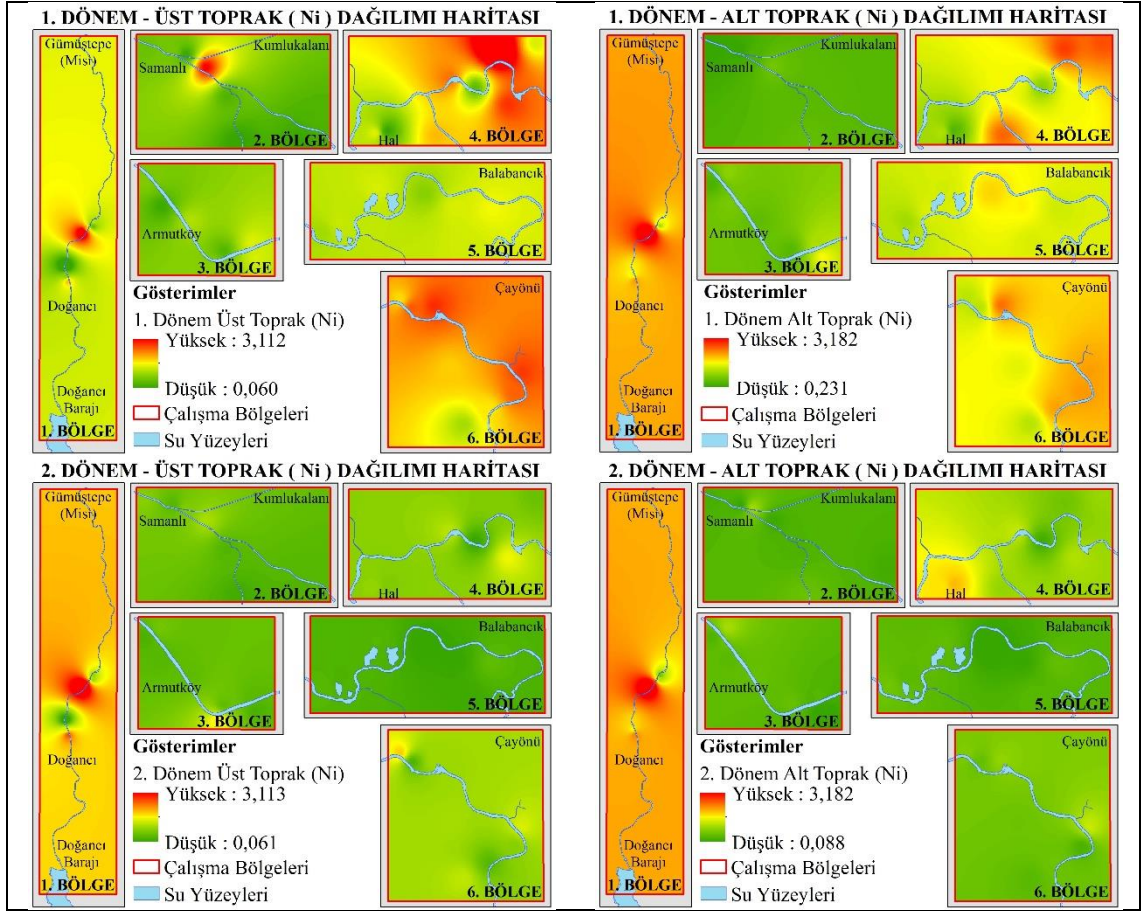 1. DÖNEM - ÜST TOPRAK ( Ni ) DAĞILIMI HARİTASI
Gümüştepe
(Misi)
Doğancı
Doğancı
Barajı
1. BÖLGE
Kumlukalanı
Samanlı
2. BÖLGE
Hal
4. BÖLGE
Armutköy
3. BÖLGE
Balabancık
5. BÖLGE
Çayönü
6. BÖLGE
Gösterimler
1. Dönem Üst Toprak (Ni)
Yüksek : 3,112
Düşük : 0,060
Çalışma Bölgeleri
Su Yüzeyleri
1. DÖNEM - ALT TOPRAK ( Ni ) DAĞILIMI HARİTASI
Gümüştepe
(Misi)
Doğancı
Doğancı
Barajı
1. BÖLGE
Kumlukalanı
Samanlı
2. BÖLGE
Hal
4. BÖLGE
Armutköy
3. BÖLGE
Balabancık
5. BÖLGE
Çayönü
6. BÖLGE
Gösterimler
1. Dönem Alt Toprak (Ni)
Yüksek : 3,182
Düşük : 0,231
Çalışma Bölgeleri
Su Yüzeyleri
2. DÖNEM - ÜST TOPRAK ( Ni ) DAĞILIMI HARİTASI
Gümüştepe
(Misi)
Doğancı
Doğancı
Barajı
1. BÖLGE
Kumlukalanı
Samanlı
2. BÖLGE
Hal
4. BÖLGE
Armutköy
3. BÖLGE
Balabancık
5. BÖLGE
Çayönü
6. BÖLGE
Gösterimler
2. Dönem Üst Toprak (Ni)
Yüksek : 3,113
Düşük : 0,061
Çalışma Bölgeleri
Su Yüzeyleri
2. DÖNEM - ALT TOPRAK ( Ni ) DAĞILIMI HARİTASI
Gümüştepe
(Misi)
Doğancı
Doğancı
Barajı
1. BÖLGE
Kumlukalanı
Samanlı
2. BÖLGE
Hal
4. BÖLGE
Armutköy
3. BÖLGE
Balabancık
5. BÖLGE
Çayönü
6. BÖLGE
Gösterimler
2. Dönem Alt Toprak (Ni)
Yüksek : 3,182
Düşük : 0,088
Çalışma Bölgeleri
Su Yüzeyleri